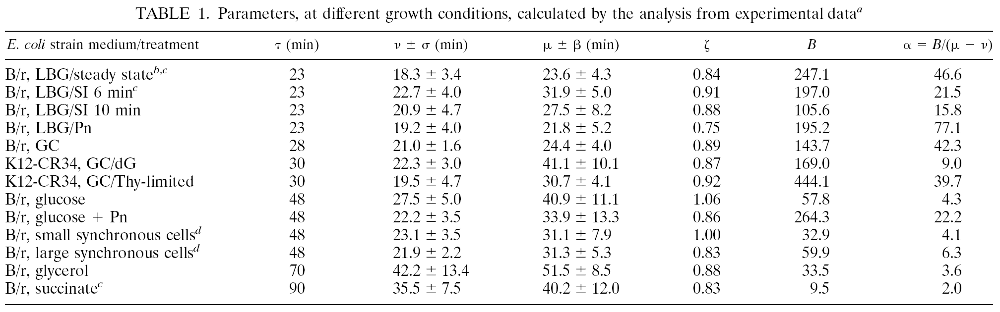 TABLE 1. Parameters, at different growth conditions, calculated by the analysis from experimental dataᵃ
E. coli strain medium/treatment τ (min) ν ± σ (min) μ ± β (min) ζ B α = B/(μ − ν)
B/r, LBG/steady stateᵇ,ᶜ 23 18.3 ± 3.4 23.6 ± 4.3 0.84 247.1 46.6
B/r, LBG/SI 6 minᶜ 23 22.7 ± 4.0 31.9 ± 5.0 0.91 197.0 21.5
B/r, LBG/SI 10 min 23 20.9 ± 4.7 27.5 ± 8.2 0.88 105.6 15.8
B/r, LBG/Pn 23 19.2 ± 4.0 21.8 ± 5.2 0.75 195.2 77.1
B/r, GC 28 21.0 ± 1.6 24.4 ± 4.0 0.89 143.7 42.3
K12-CR34, GC/dG 30 22.3 ± 3.0 41.1 ± 10.1 0.87 169.0 9.0
K12-CR34, GC/Thy-limited 30 19.5 ± 4.7 30.7 ± 4.1 0.92 444.1 39.7
B/r, glucose 48 27.5 ± 5.0 40.9 ± 11.1 1.06 57.8 4.3
B/r, glucose + Pn 48 22.2 ± 3.5 33.9 ± 13.3 0.86 264.3 22.2
B/r, small synchronous cellsᵈ 48 23.1 ± 3.5 31.1 ± 7.9 1.00 32.9 4.1
B/r, large synchronous cellsᵈ 48 21.9 ± 2.2 31.3 ± 5.3 0.83 59.9 6.3
B/r, glycerol 70 42.2 ± 13.4 51.5 ± 8.5 0.88 33.5 3.6
B/r, succinateᶜ 90 35.5 ± 7.5 40.2 ± 12.0 0.83 9.5 2.0